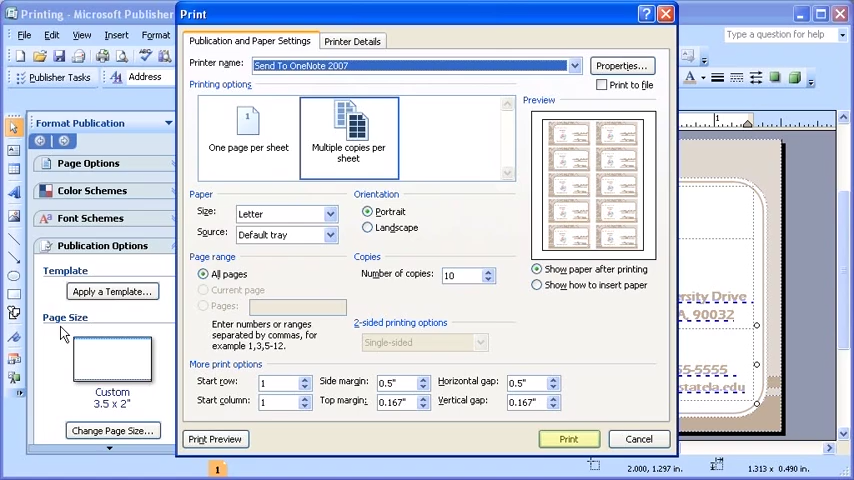 Printing - Microsoft Publisher
Print
Type a question for help
File Edit View Insert Format
Publication and Paper Settings Printer Details
Printer name: Send To OneNote 2007 Properties...
Print to file
Publisher Tasks Address
Printing options
Preview
1
1
One page per sheet
Multiple copies per sheet
Format Publication
Page Options
Color Schemes
Font Schemes
Publication Options
Template
Apply a Template...
Page Size
Custom
3.5 x 2"
Change Page Size...
Paper
Size: Letter
Source: Default tray
Orientation
Portrait
Landscape
Page range
All pages
Current page
Pages:
Enter numbers or ranges
separated by commas, for
example 1,3,5-12.
Copies
Number of copies: 10
2-sided printing options
Single-sided
Show paper after printing
Show how to insert paper
More print options
Start row: 1 Side margin: 0.5" Horizontal gap: 0.5"
Start column: 1 Top margin: 0.167" Vertical gap: 0.167"
Print Preview Print Cancel
ersity Drive
A, 90032
55-5555
statela.edu
1
2.000, 1.297 in. 1.313 x 0.490 in.